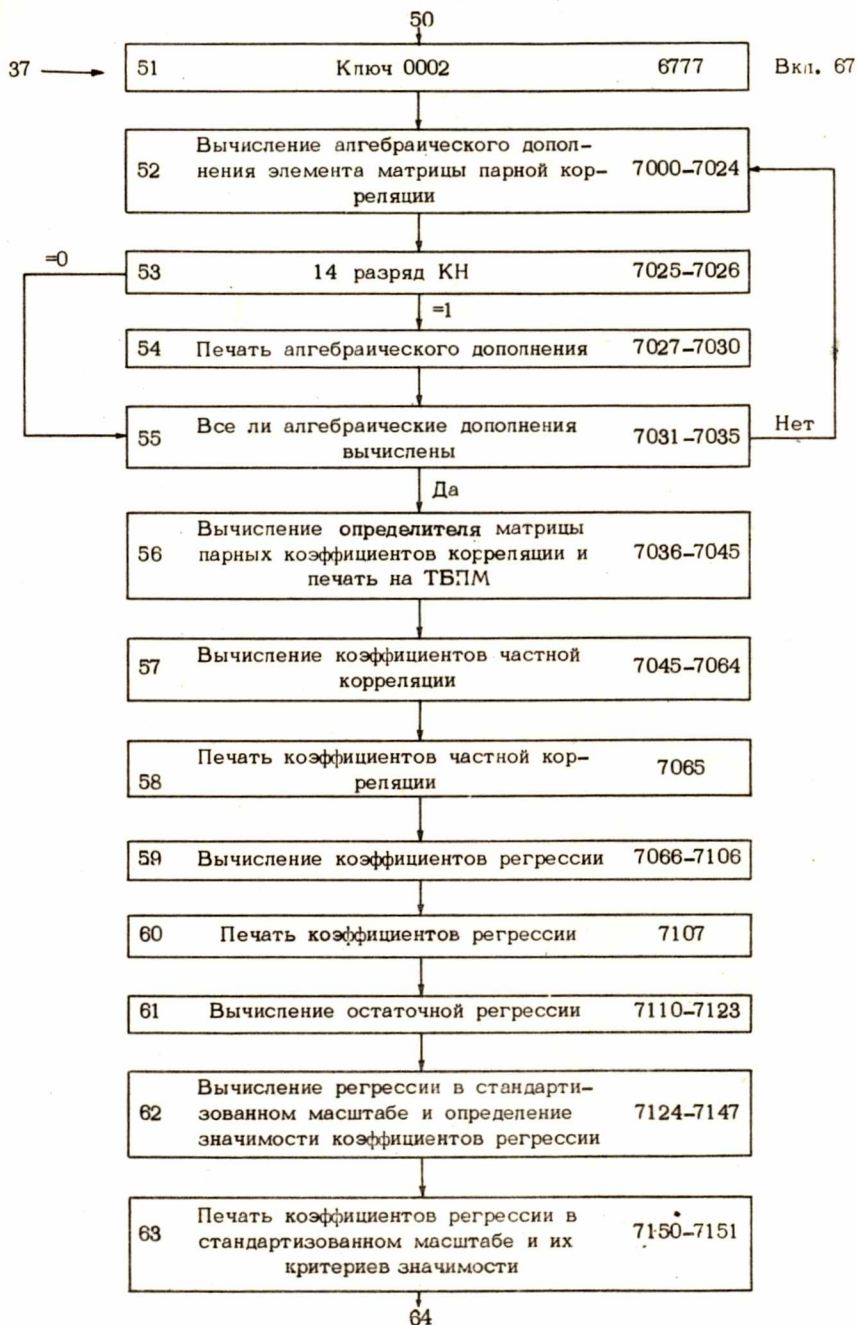 50
37
51 Ключ 0002 6777 Вкл. 67
Вычисление алгебраического допол-
52 нения элемента матрицы парной кор- 7000-7024
реляции
=0
53 14 разряд КН 7025-7026
=1
54 Печать алгебраического дополнения 7027-7030
Все ли алгебраические дополнения
55 вычислены 7031-7035 Нет
Да
Вычисление определителя матрицы
56 парных коэффициентов корреляции и 7036-7045
печать на ТБПМ
57 Вычисление коэффициентов частной 7045-7064
корреляции
Печать коэффициентов частной кор-
58 реляции 7065
59 Вычисление коэффициентов регрессии 7066-7106
60 Печать коэффициентов регрессии 7107
61 Вычисление остаточной регрессии 7110-7123
Вычисление регрессии в стандарти-
62 зованном масштабе и определение 7124-7147
значимости коэффициентов регрессии
Печать коэффициентов регрессии в
63 стандартизованном масштабе и их 7150-7151
критериев значимости
64